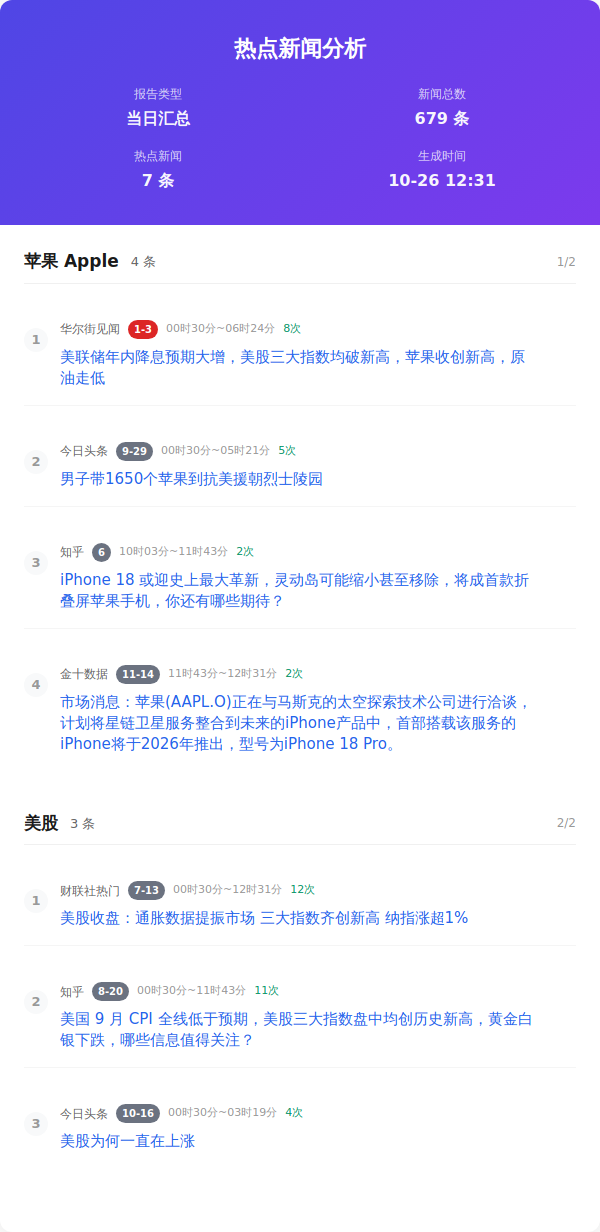 热点新闻分析
报告类型
当日汇总
新闻总数
679 条
热点新闻
7 条
生成时间
10-26 12:31
苹果 Apple 4 条 1/2
1 华尔街见闻 1-3 00时30分~06时24分 8次
美联储年内降息预期大增，美股三大指数均破新高，苹果收创新高，原
油走低
2 今日头条 9-29 00时30分~05时21分 5次
男子带1650个苹果到抗美援朝烈士陵园
3 知乎 6 10时03分~11时43分 2次
iPhone 18 或迎史上最大革新，灵动岛可能缩小甚至移除，将成首款折
叠屏苹果手机，你还有哪些期待？
4 金十数据 11-14 11时43分~12时31分 2次
市场消息：苹果(AAPL.O)正在与马斯克的太空探索技术公司进行洽谈，
计划将星链卫星服务整合到未来的iPhone产品中，首部搭载该服务的
iPhone将于2026年推出，型号为iPhone 18 Pro。
美股 3 条 2/2
1 财联社热门 7-13 00时30分~12时31分 12次
美股收盘：通胀数据提振市场 三大指数齐创新高 纳指涨超1%
2 知乎 8-20 00时30分~11时43分 11次
美国 9 月 CPI 全线低于预期，美股三大指数盘中均创历史新高，黄金白
银下跌，哪些信息值得关注？
3 今日头条 10-16 00时30分~03时19分 4次
美股为何一直在上涨